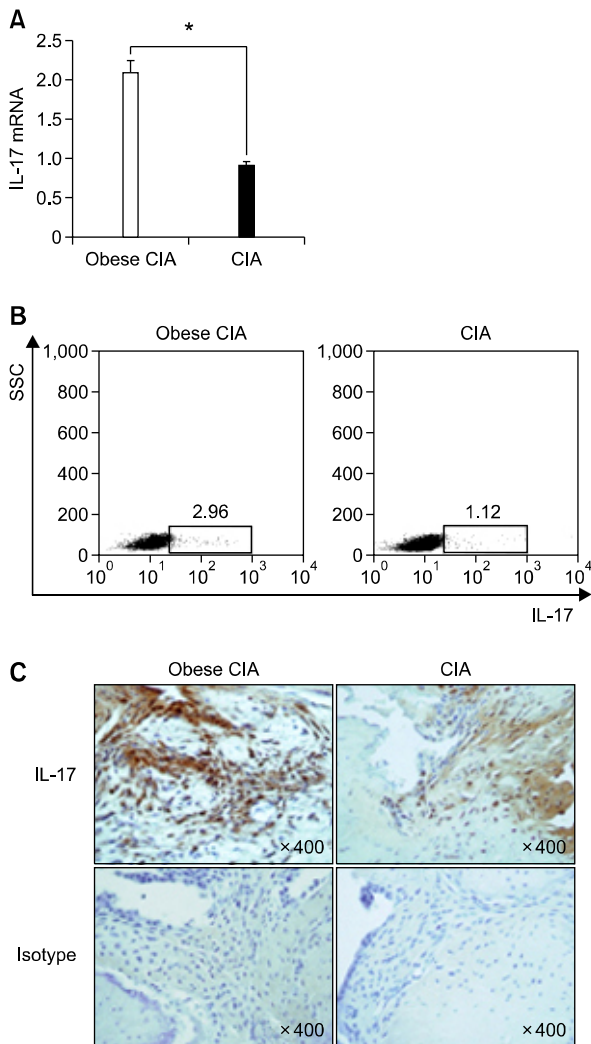 A
*
IL-17 mRNA
2.5
2.0
1.5
1.0
0.5
0
Obese CIA CIA
B
Obese CIA CIA
SSC
1,000 1,000
800 800
600 600
400 400
200 2.96 200 1.12
0 0
10⁰ 10¹ 10² 10³ 10⁴ 10⁰ 10¹ 10² 10³ 10⁴
IL-17
C
Obese CIA CIA
IL-17
×400 ×400
Isotype
×400 ×400